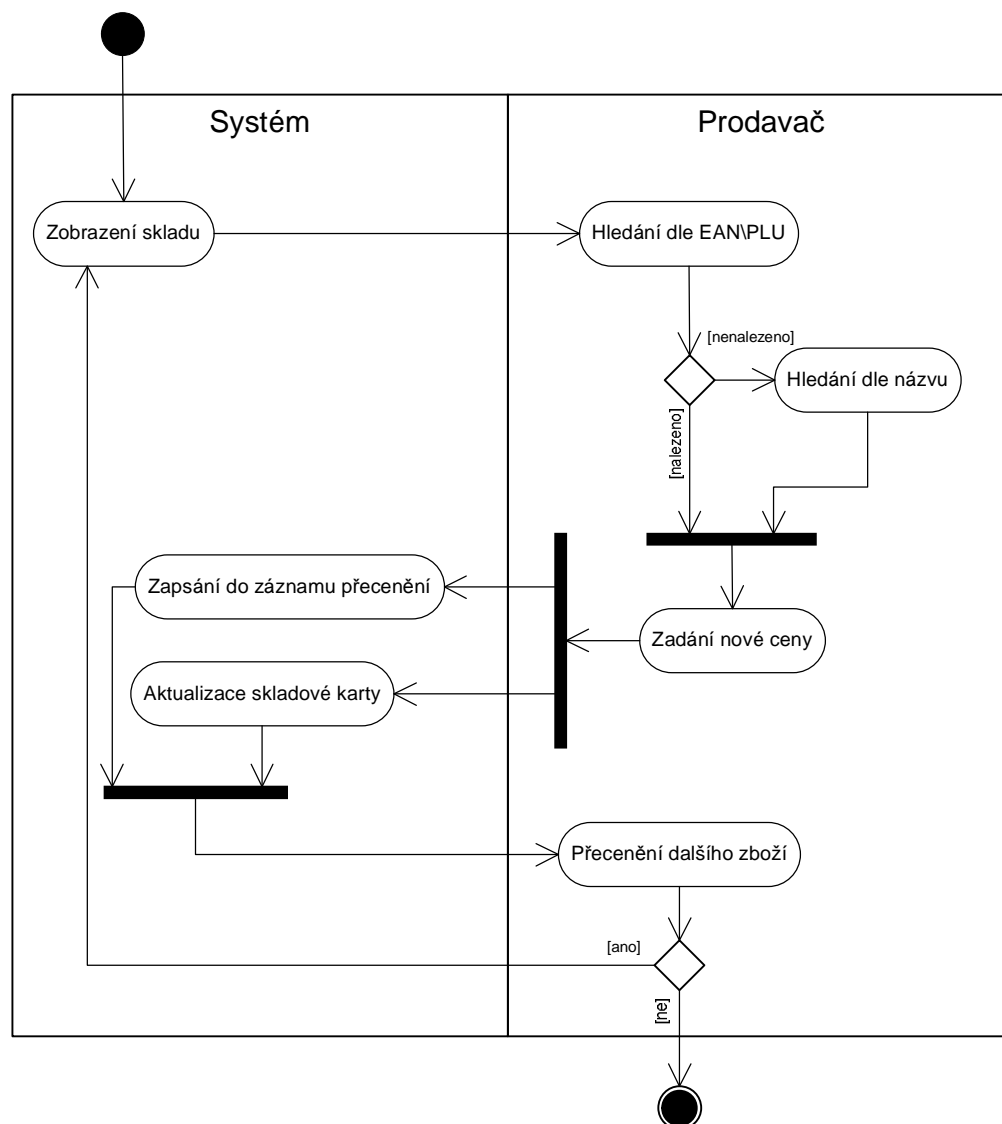 Systém
Prodavač
Zobrazení skladu
Hledání dle EAN\PLU
[nenalezeno]
Hledání dle názvu
[nalezeno]
Zapsání do záznamu přecenění
Zadání nové ceny
Aktualizace skladové karty
Přecenění dalšího zboží
[ano]
[ne]